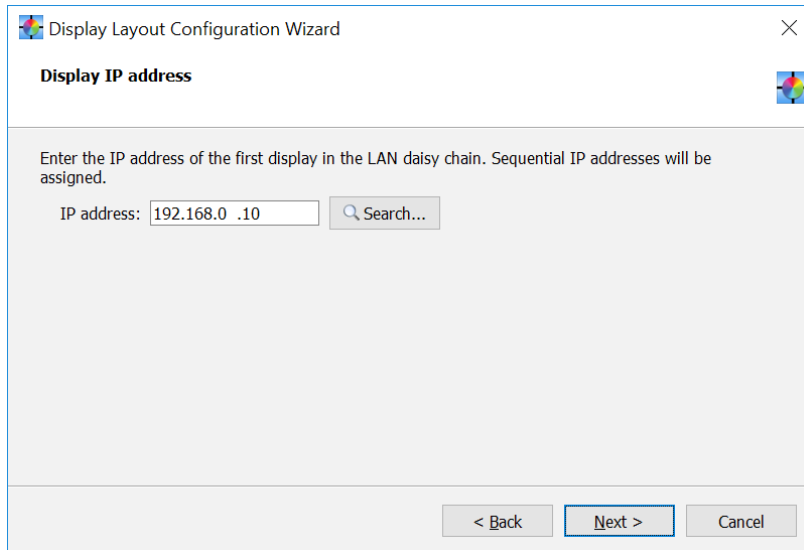 Display Layout Configuration Wizard
Display IP address
Enter the IP address of the first display in the LAN daisy chain. Sequential IP addresses will be
assigned.
IP address: 192.168.0 .10 Search...
< Back Next > Cancel